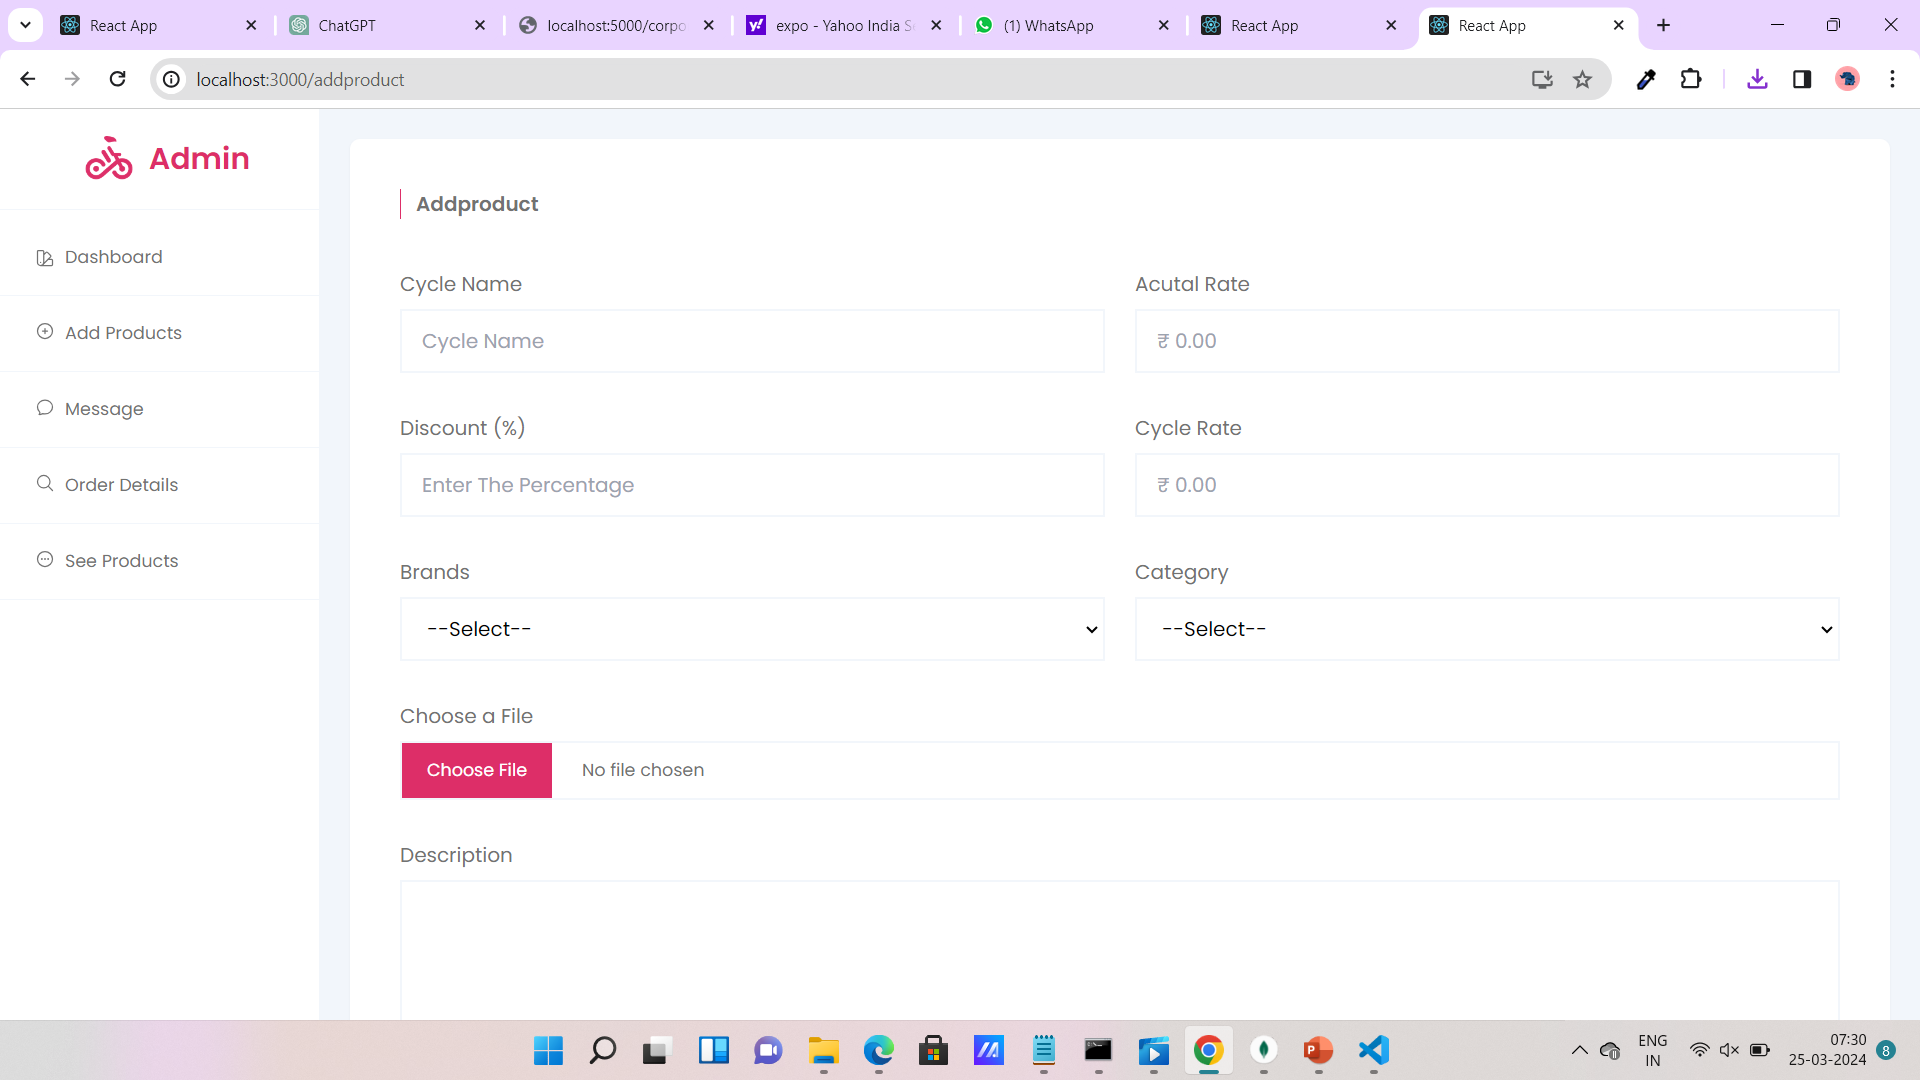 React App
ChatGPT
localhost:5000/corpo
expo - Yahoo India S
(1) WhatsApp
React App
React App
localhost:3000/addproduct
Admin
Dashboard
Add Products
Message
Order Details
See Products
Addproduct
Cycle Name
Acutal Rate
Cycle Name
₹ 0.00
Discount (%)
Cycle Rate
Enter The Percentage
₹ 0.00
Brands
Category
--Select--
--Select--
Choose a File
Choose File
No file chosen
Description
ENG
IN
07:30
25-03-2024
8